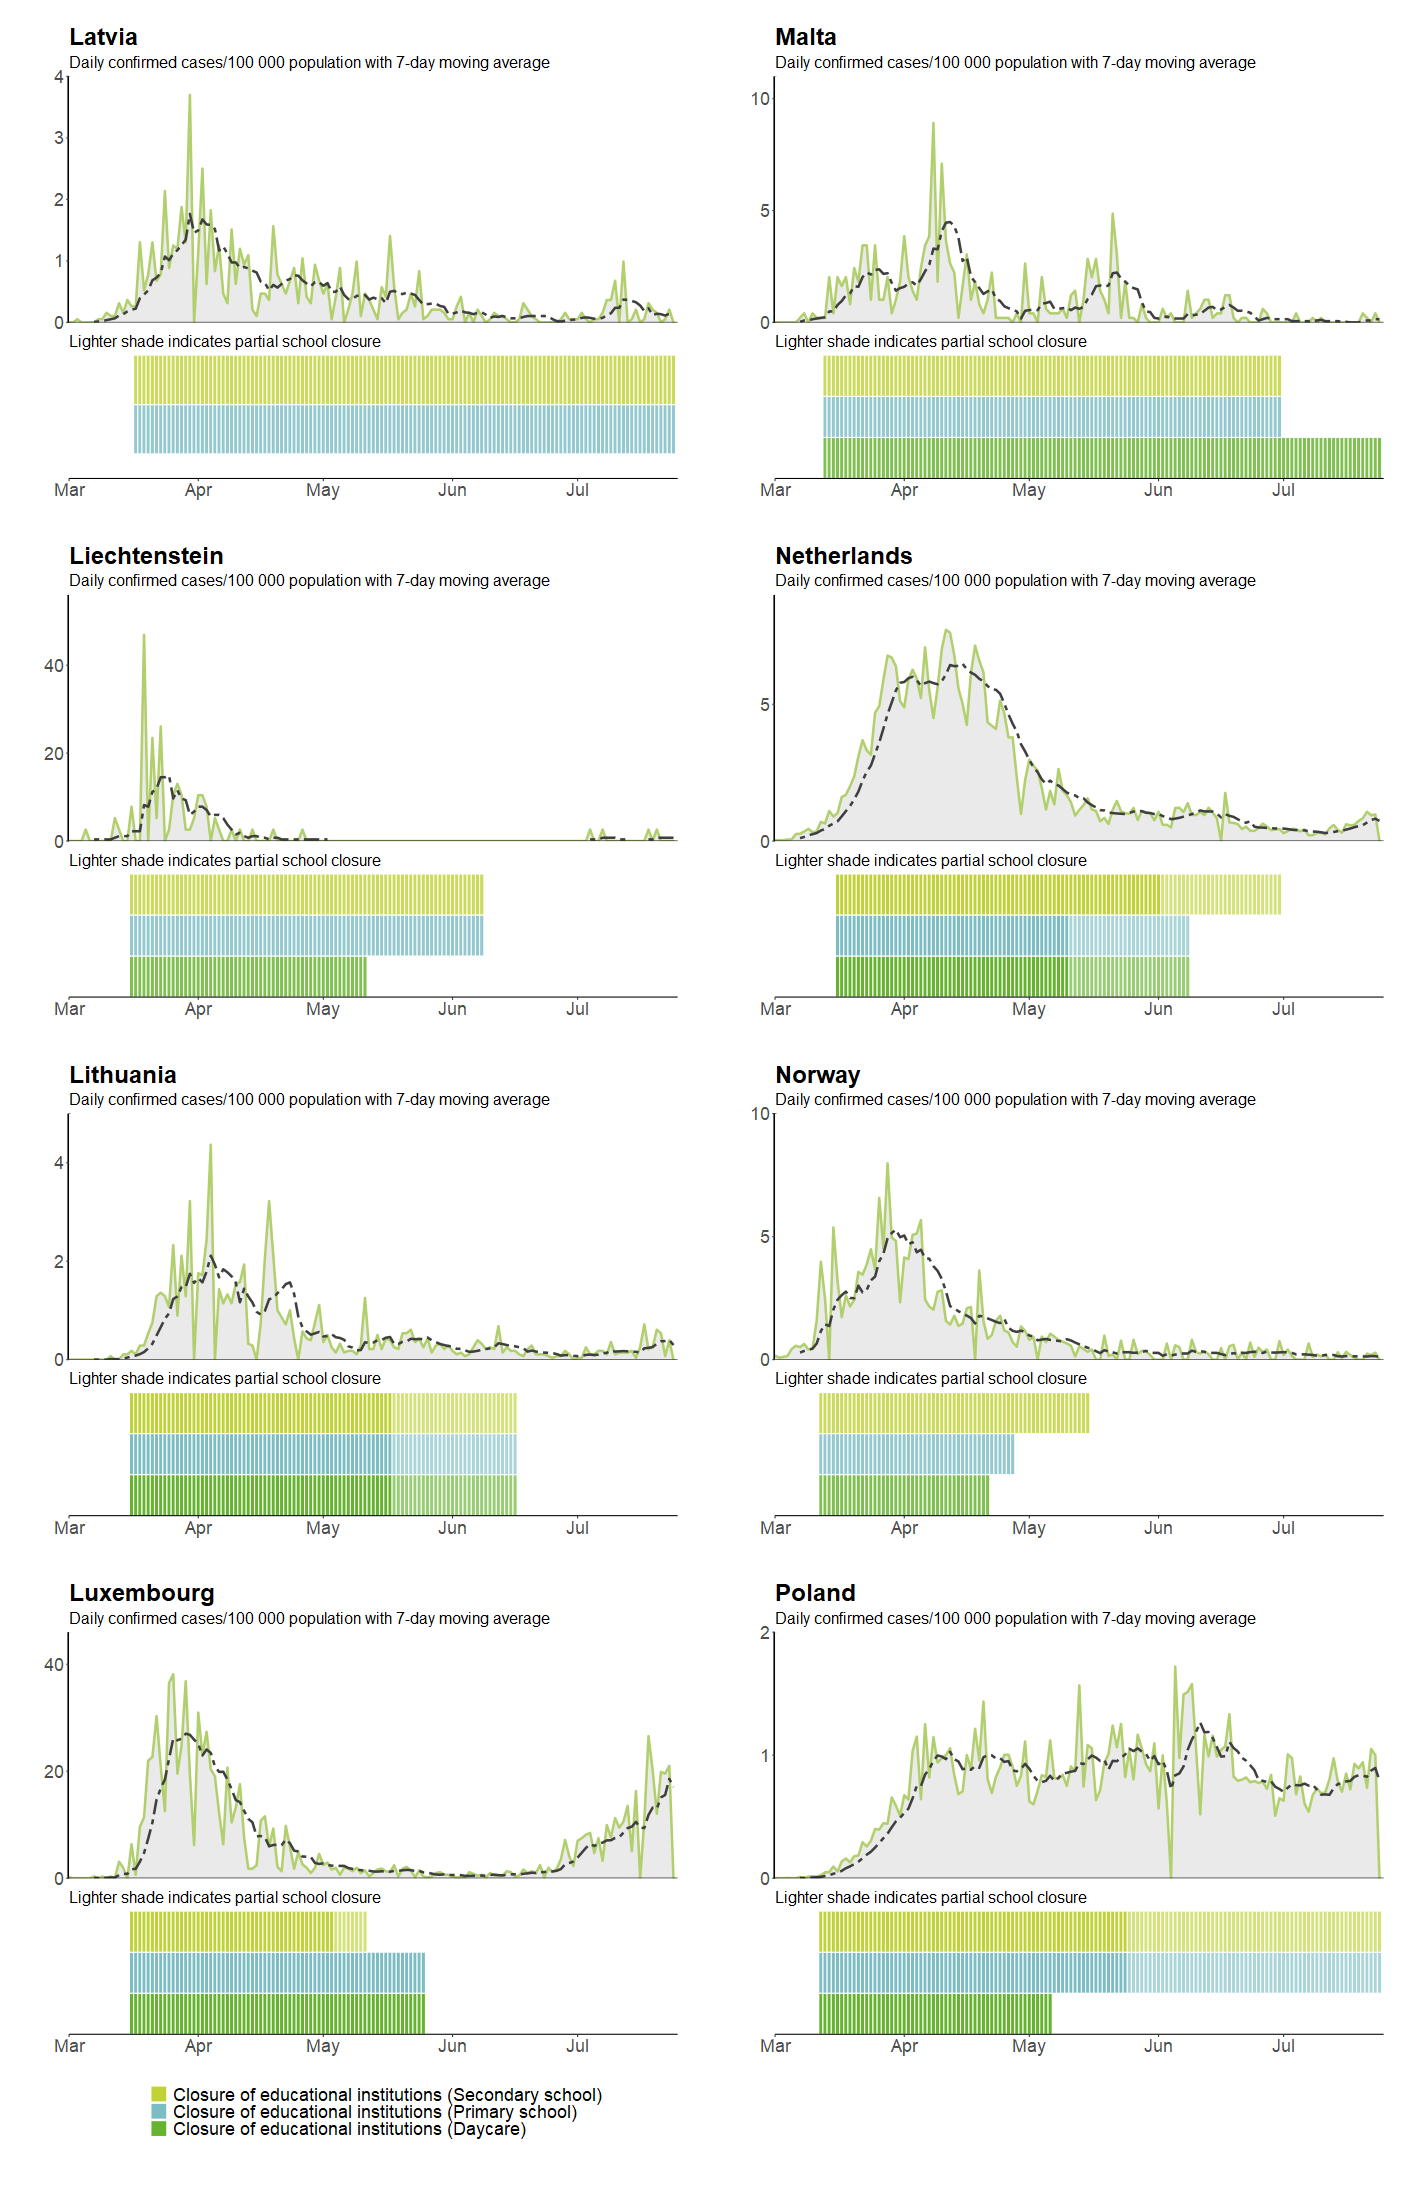 Latvia
Daily confirmed cases/100 000 population with 7-day moving average
4
3
2
1
0
Lighter shade indicates partial school closure
Mar Apr May Jun Jul
Malta
Daily confirmed cases/100 000 population with 7-day moving average
10
5
0
Lighter shade indicates partial school closure
Mar Apr May Jun Jul
Liechtenstein
Daily confirmed cases/100 000 population with 7-day moving average
40
20
0
Lighter shade indicates partial school closure
Mar Apr May Jun Jul
Netherlands
Daily confirmed cases/100 000 population with 7-day moving average
5
0
Lighter shade indicates partial school closure
Mar Apr May Jun Jul
Lithuania
Daily confirmed cases/100 000 population with 7-day moving average
4
2
0
Lighter shade indicates partial school closure
Mar Apr May Jun Jul
Norway
Daily confirmed cases/100 000 population with 7-day moving average
10
5
0
Lighter shade indicates partial school closure
Mar Apr May Jun Jul
Luxembourg
Daily confirmed cases/100 000 population with 7-day moving average
40
20
0
Lighter shade indicates partial school closure
Mar Apr May Jun Jul
Poland
Daily confirmed cases/100 000 population with 7-day moving average
2
1
0
Lighter shade indicates partial school closure
Mar Apr May Jun Jul
Closure of educational institutions (Secondary school)
Closure of educational institutions (Primary school)
Closure of educational institutions (Daycare)